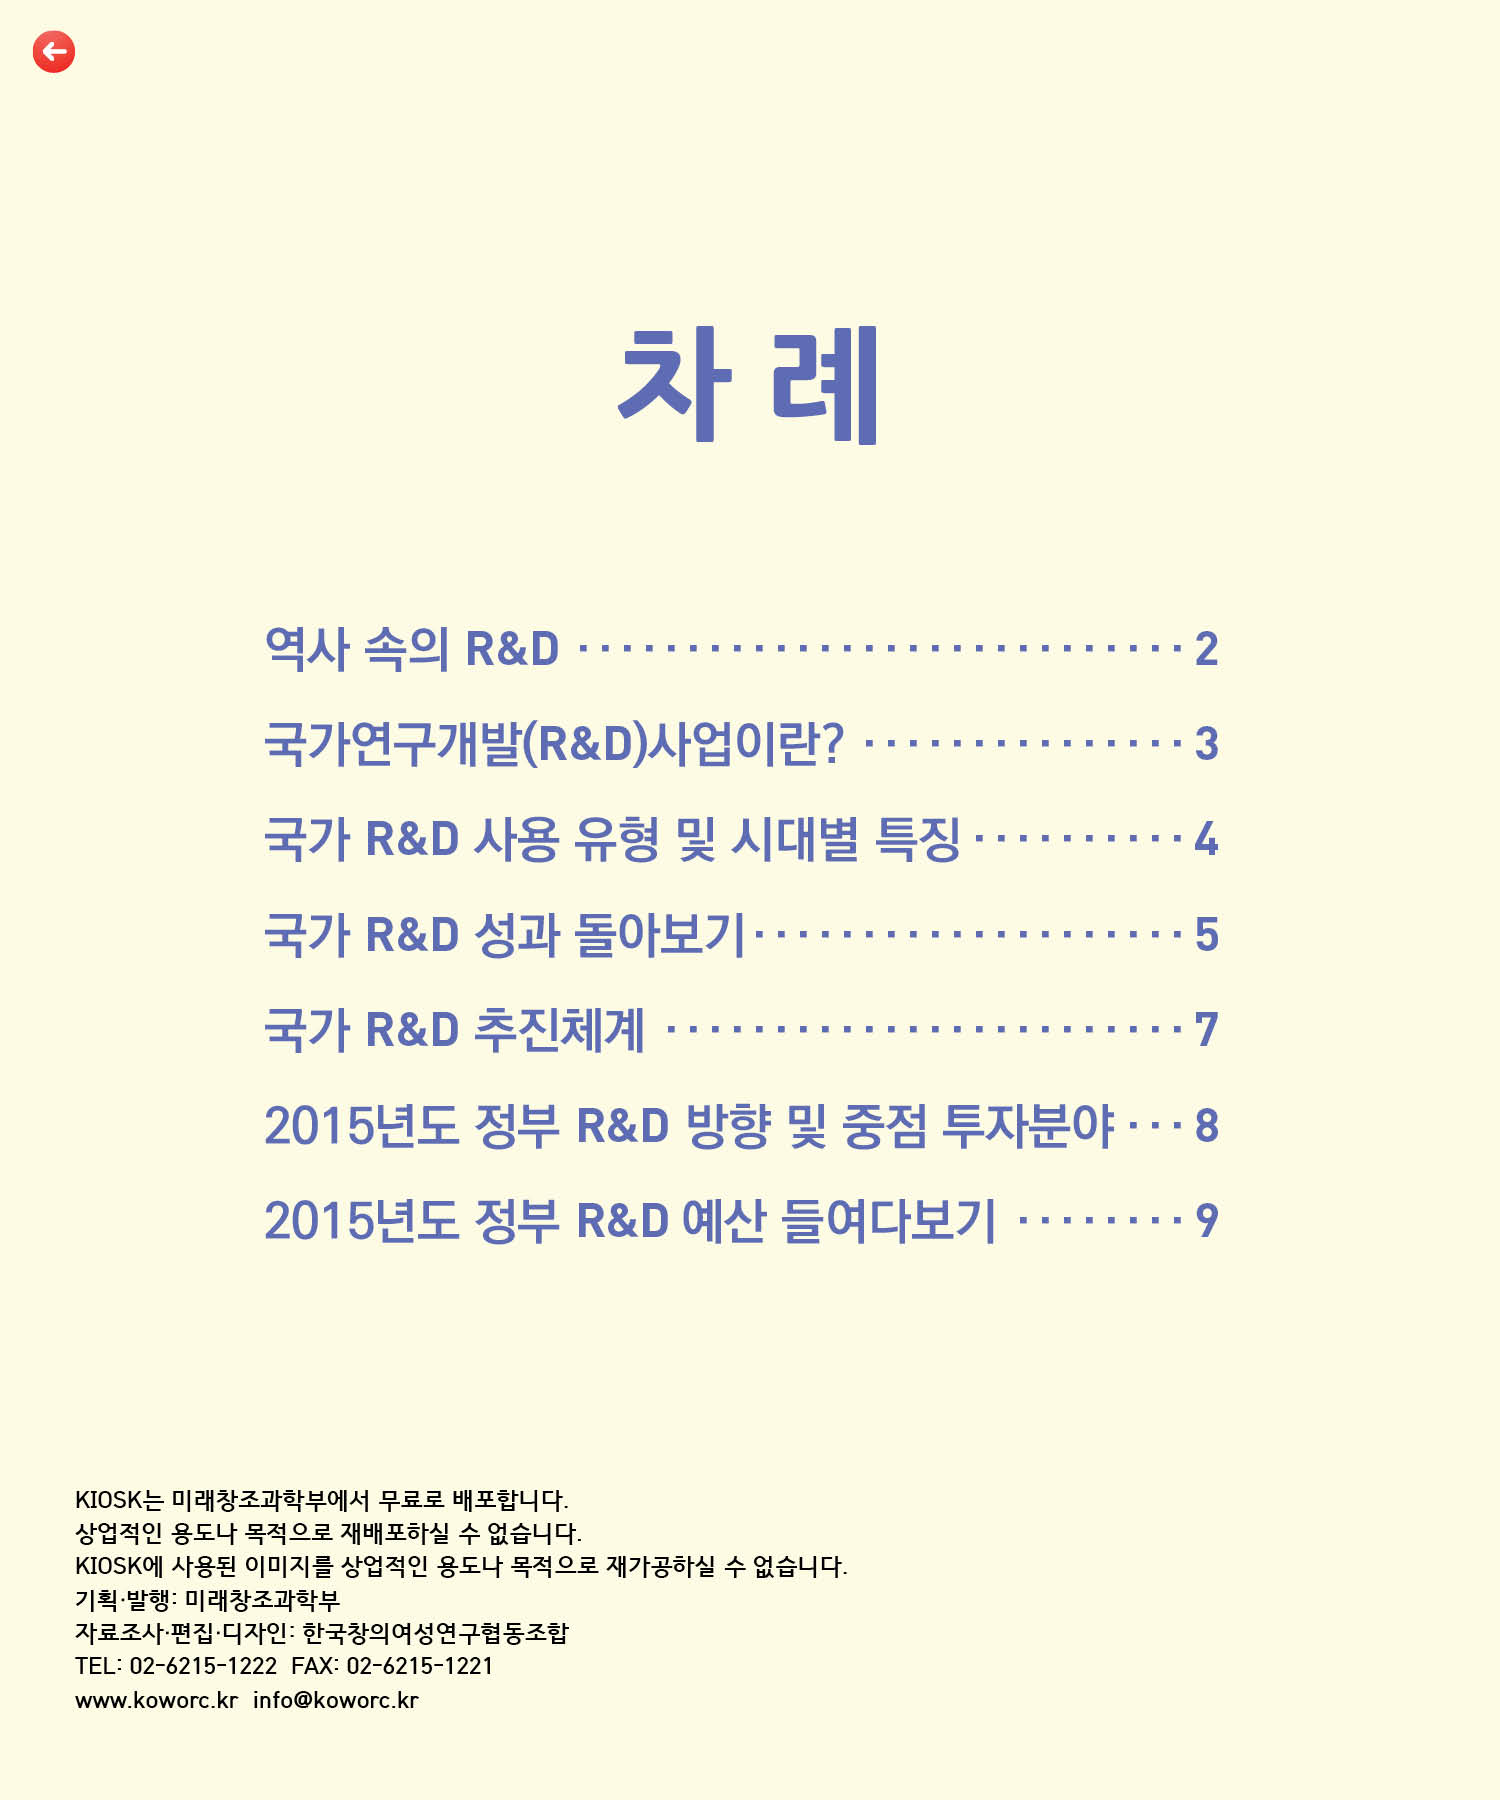 차 례
역사 속의 R&D ···························· 2
국가연구개발(R&D)사업이란? ··············· 3
국가 R&D 사용 유형 및 시대별 특징 ·········· 4
국가 R&D 성과 돌아보기 ···················· 5
국가 R&D 추진체계 ························ 7
2015년도 정부 R&D 방향 및 중점 투자분야 ··· 8
2015년도 정부 R&D 예산 들여다보기 ········ 9
KIOSK는 미래창조과학부에서 무료로 배포합니다.
상업적인 용도나 목적으로 재배포하실 수 없습니다.
KIOSK에 사용된 이미지를 상업적인 용도나 목적으로 재가공하실 수 없습니다.
기획·발행: 미래창조과학부
자료조사·편집·디자인: 한국창의여성연구협동조합
TEL: 02-6215-1222 FAX: 02-6215-1221
www.koworc.kr info@koworc.kr